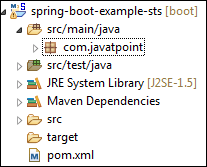 spring-boot-example-sts [boot]
src/main/java
com.javatpoint
src/test/java
JRE System Library [J2SE-1.5]
Maven Dependencies
src
target
pom.xml